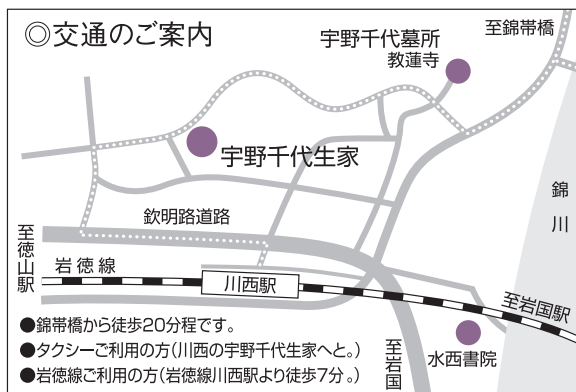 ◎交通のご案内
宇野千代墓所
教蓮寺
至錦帯橋
宇野千代生家
錦川
欽明路道路
至徳山駅
岩徳線
川西駅
至岩国駅
水西書院
至岩国
●錦帯橋から徒歩20分程です。
●タクシーご利用の方(川西の宇野千代生家へと。)
●岩徳線ご利用の方(岩徳線川西駅より徒歩7分。)